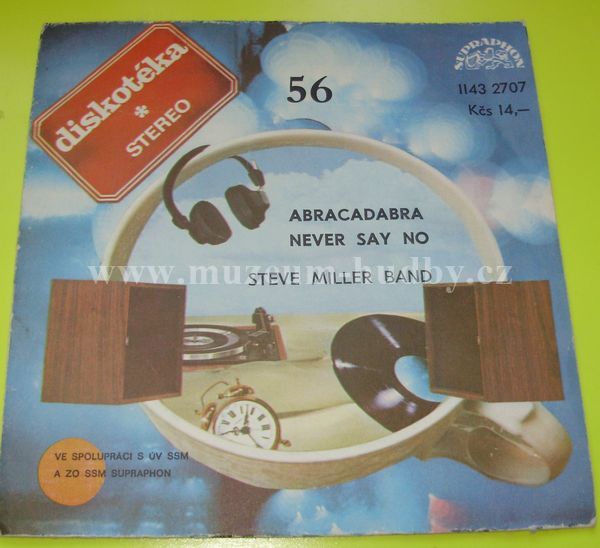 diskotéka
*
STEREO
56
SUPRAPHON
1143 2707
Kčs 14,—
ABRACADABRA
NEVER SAY NO
STEVE MILLER BAND
www.muzeum-hudby.cz
VE SPOLUPRÁCI S ÚV SSM
A ZO SSM SUPRAPHON